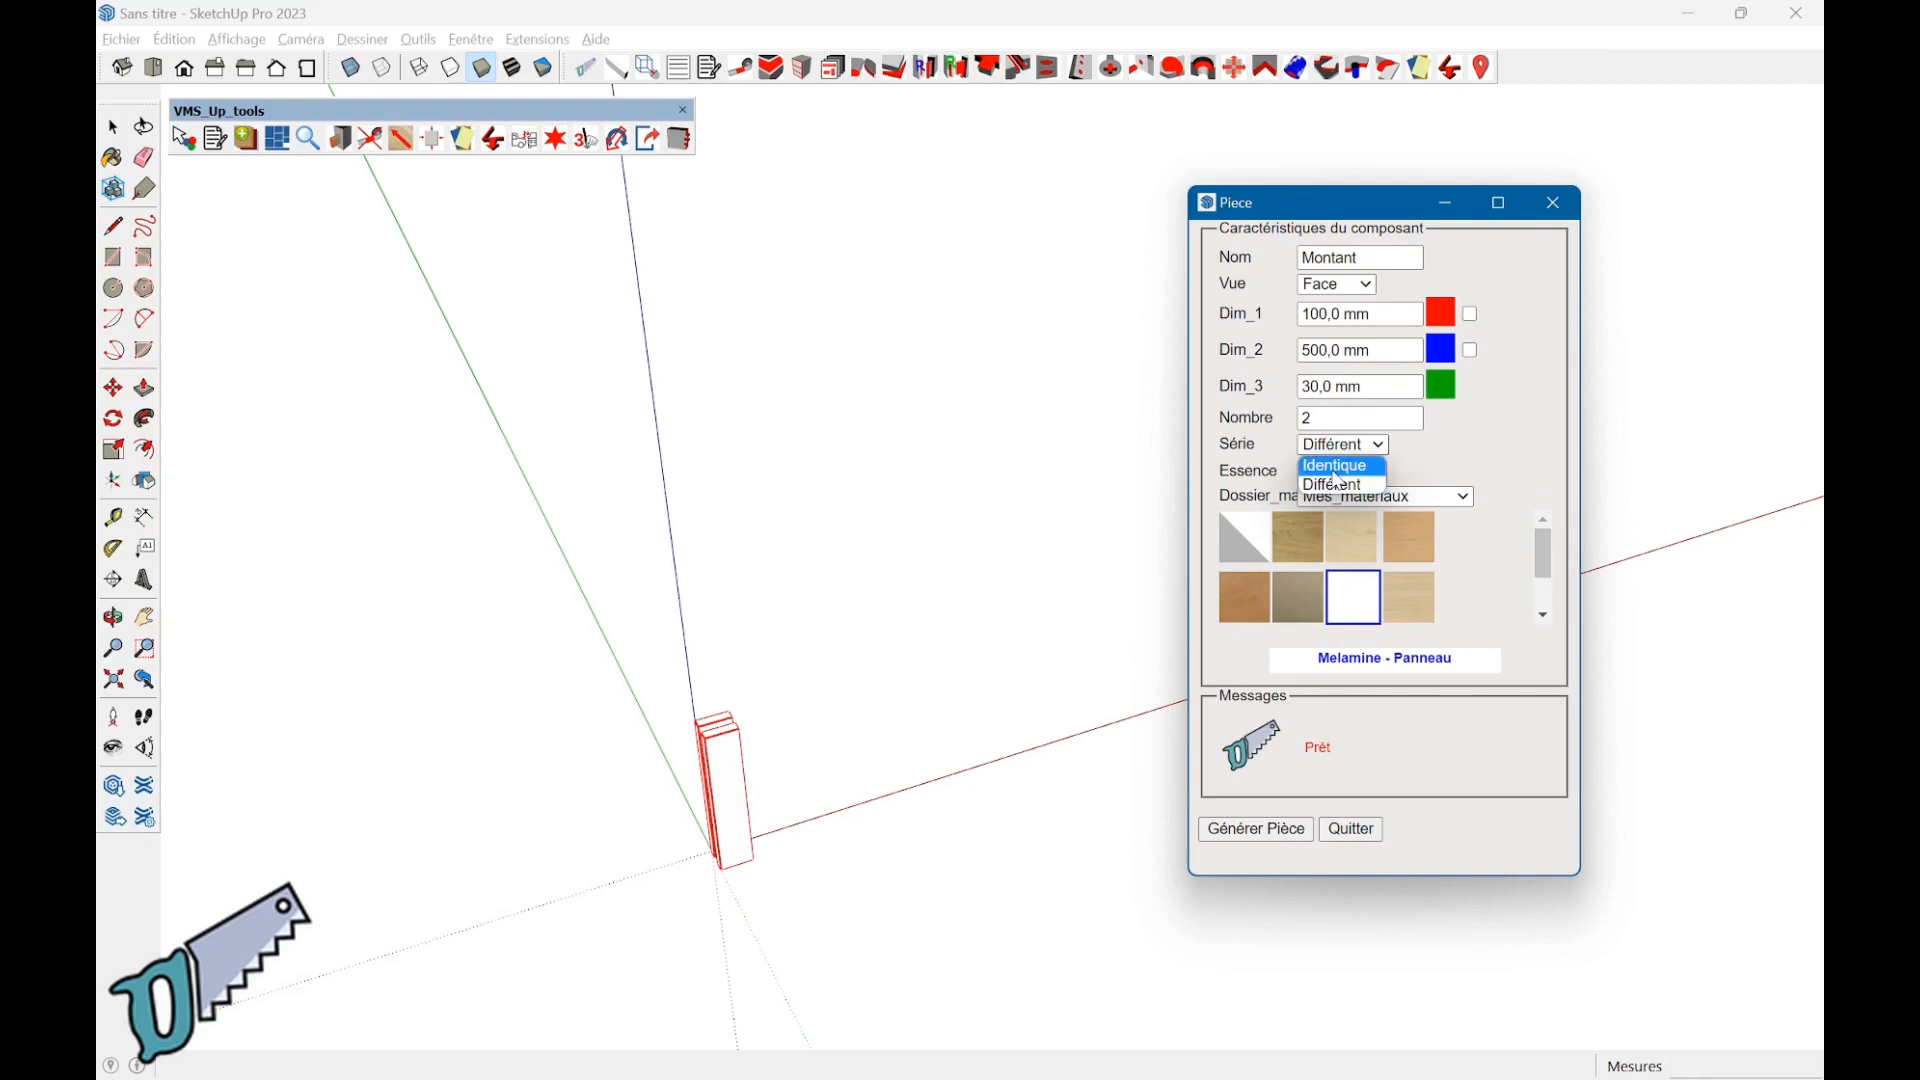 Sans titre - SketchUp Pro 2023
Fichier Édition Affichage Caméra Dessiner Outils Fenêtre Extensions Aide
VMS_Up_tools
Piece
Caractéristiques du composant
Nom Montant
Vue Face
Dim_1 100,0 mm
Dim_2 500,0 mm
Dim_3 30,0 mm
Nombre 2
Série Différent
Identique
Essence
Différent
Dossier_ma Mes_matériaux
Melamine - Panneau
Messages
Prêt
Générer Pièce Quitter
Mesures